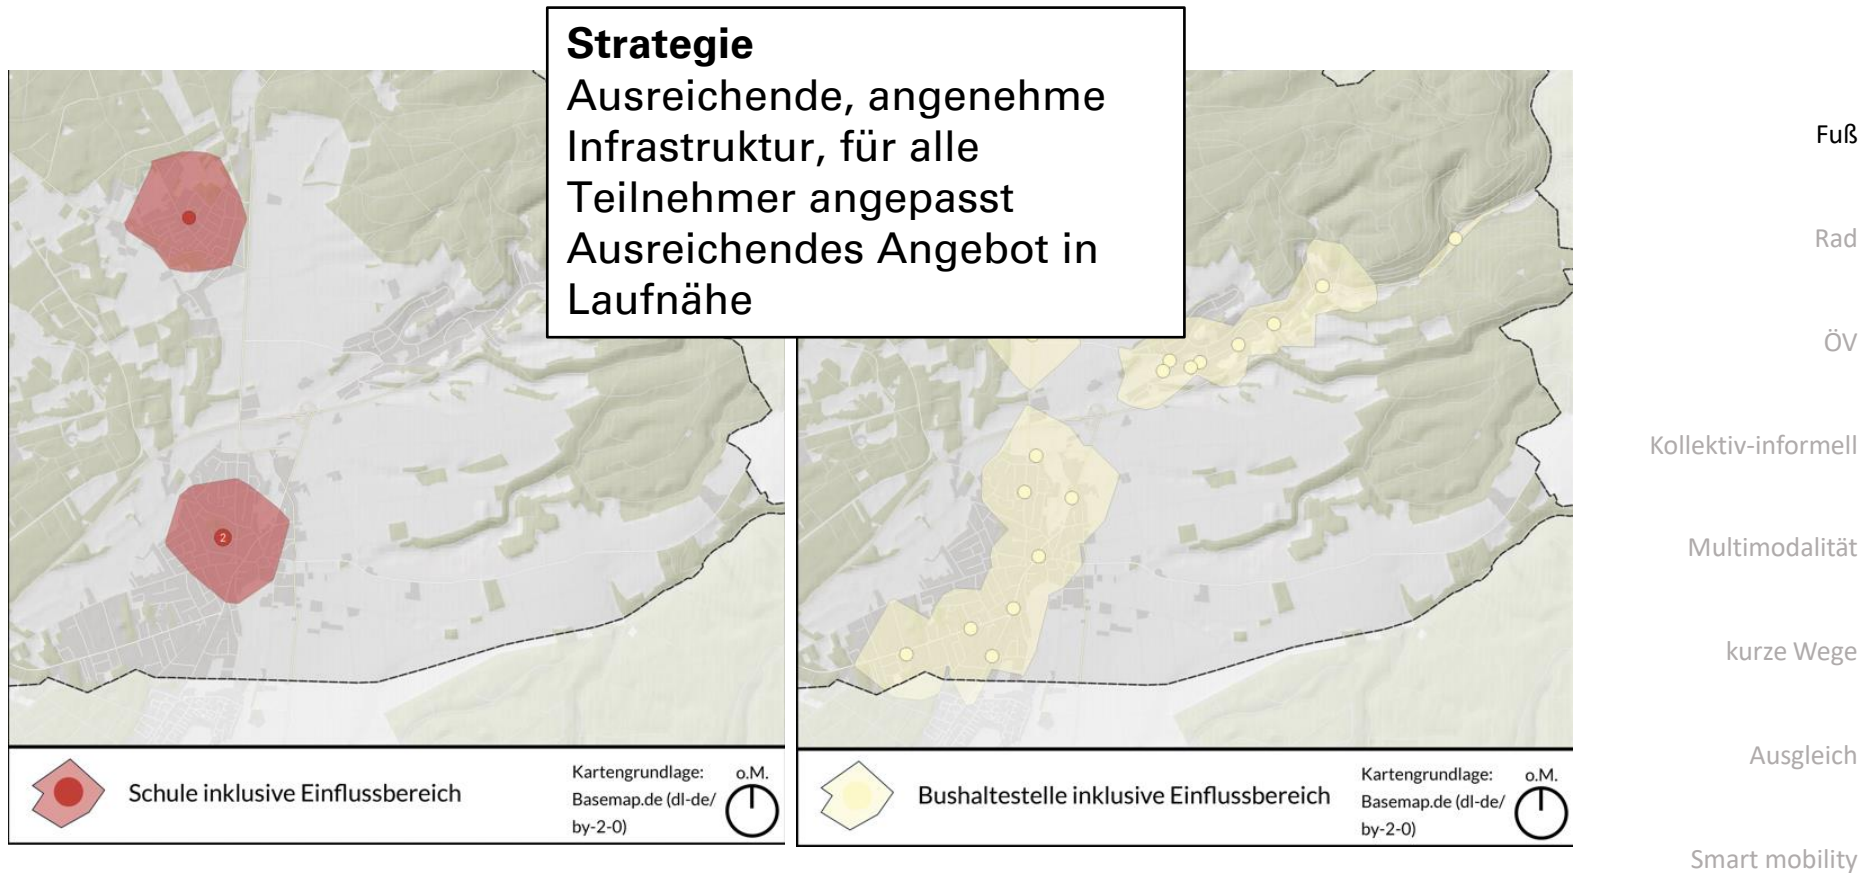 Strategie
Ausreichende, angenehme
Infrastruktur, für alle
Teilnehmer angepasst
Ausreichendes Angebot in
Laufnähe
2
Schule inklusive Einflussbereich
Kartengrundlage:
Basemap.de (dl-de/
by-2-0)
o.M.
Bushaltestelle inklusive Einflussbereich
Kartengrundlage:
Basemap.de (dl-de/
by-2-0)
o.M.
Fuß
Rad
ÖV
Kollektiv-informell
Multimodalität
kurze Wege
Ausgleich
Smart mobility